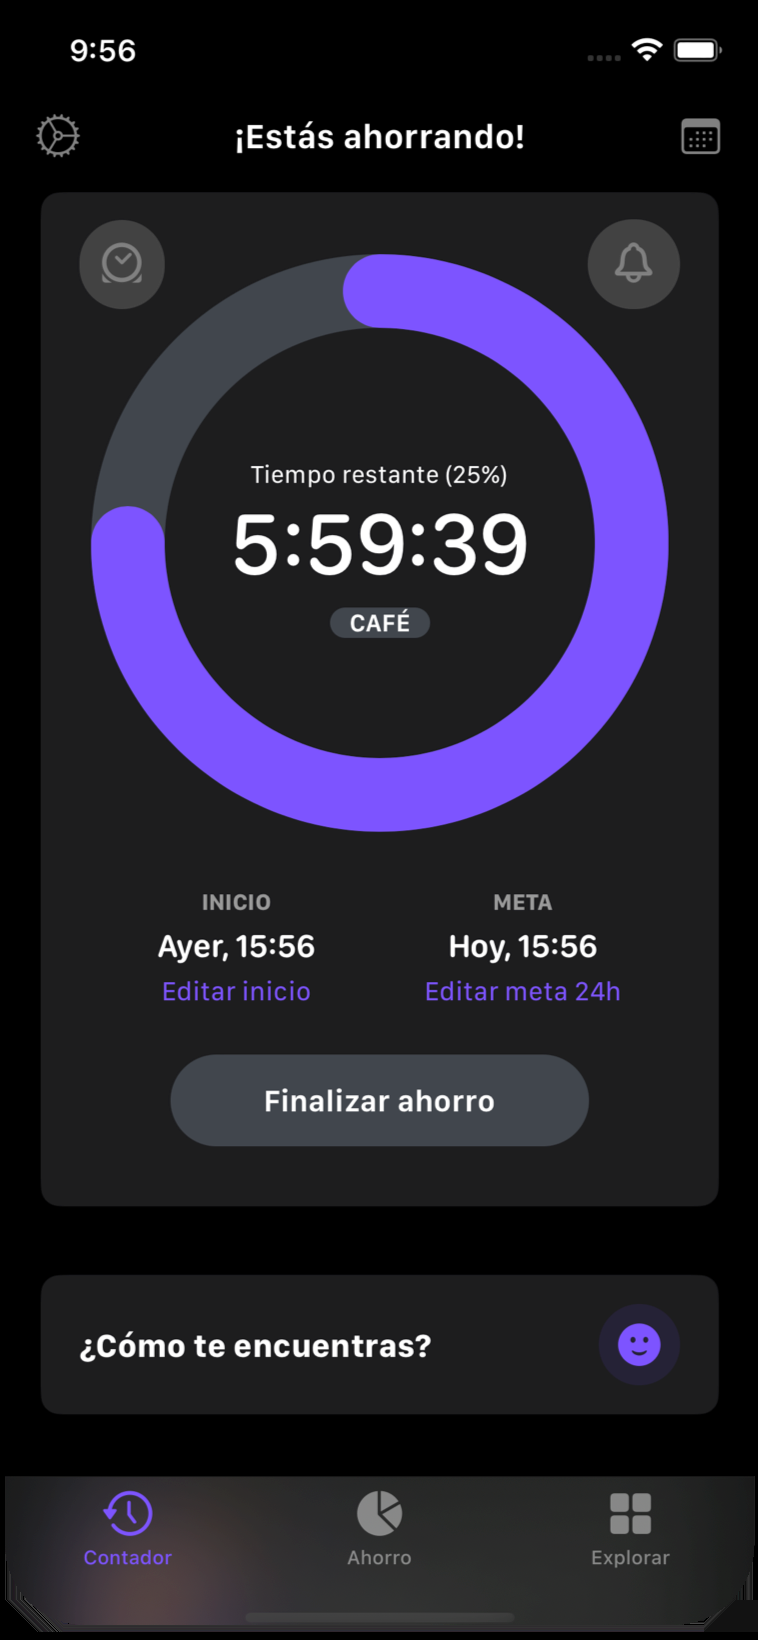 9:56
¡Estás ahorrando!
Tiempo restante (25%)
5:59:39
CAFÉ
INICIO
META
Ayer, 15:56
Hoy, 15:56
Editar inicio
Editar meta 24h
Finalizar ahorro
¿Cómo te encuentras?
Contador
Ahorro
Explorar